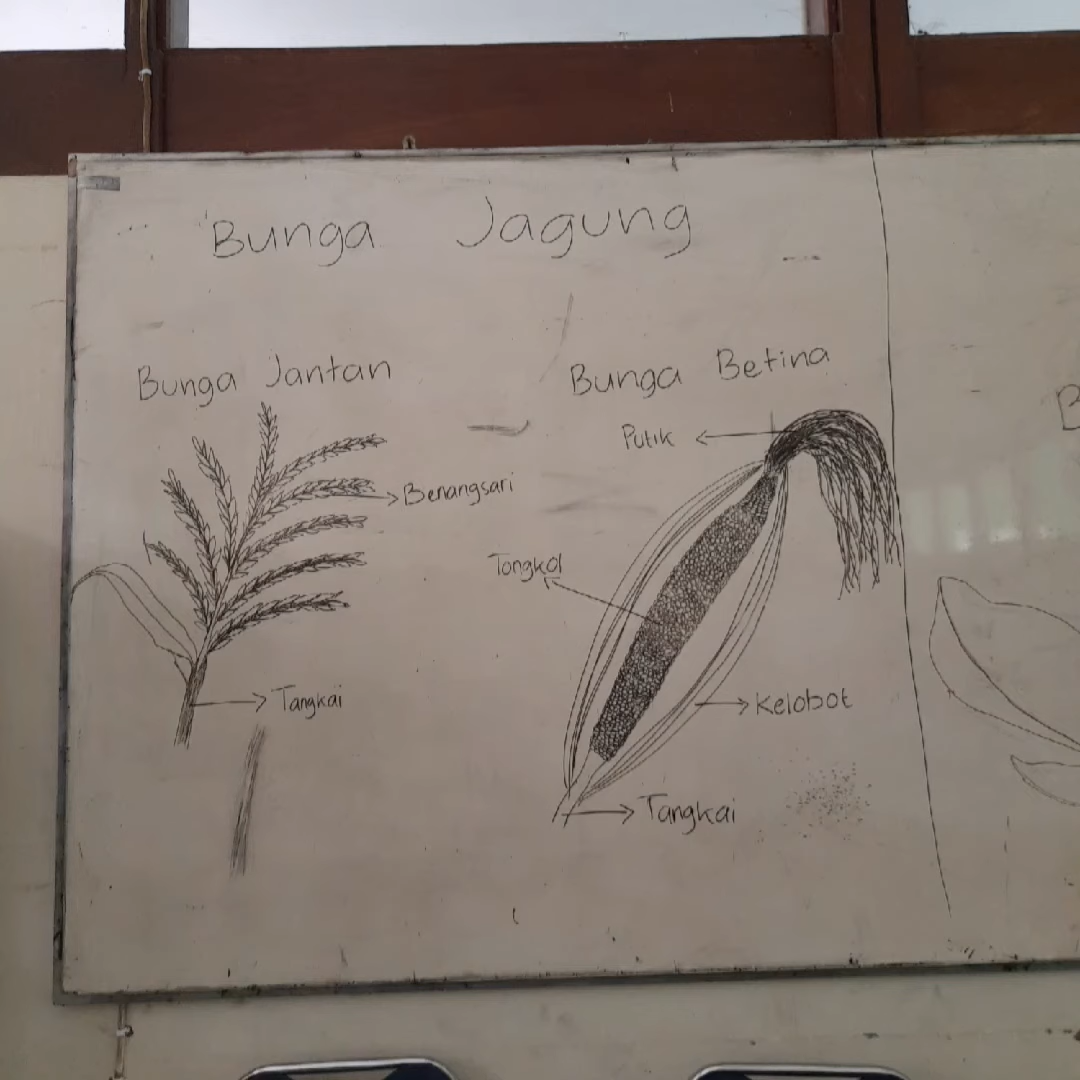 Bunga Jagung
Bunga Jantan
Benangsari
Tangkai
Bunga Betina
Putik
Tongkol
Kelobot
Tangkai
B